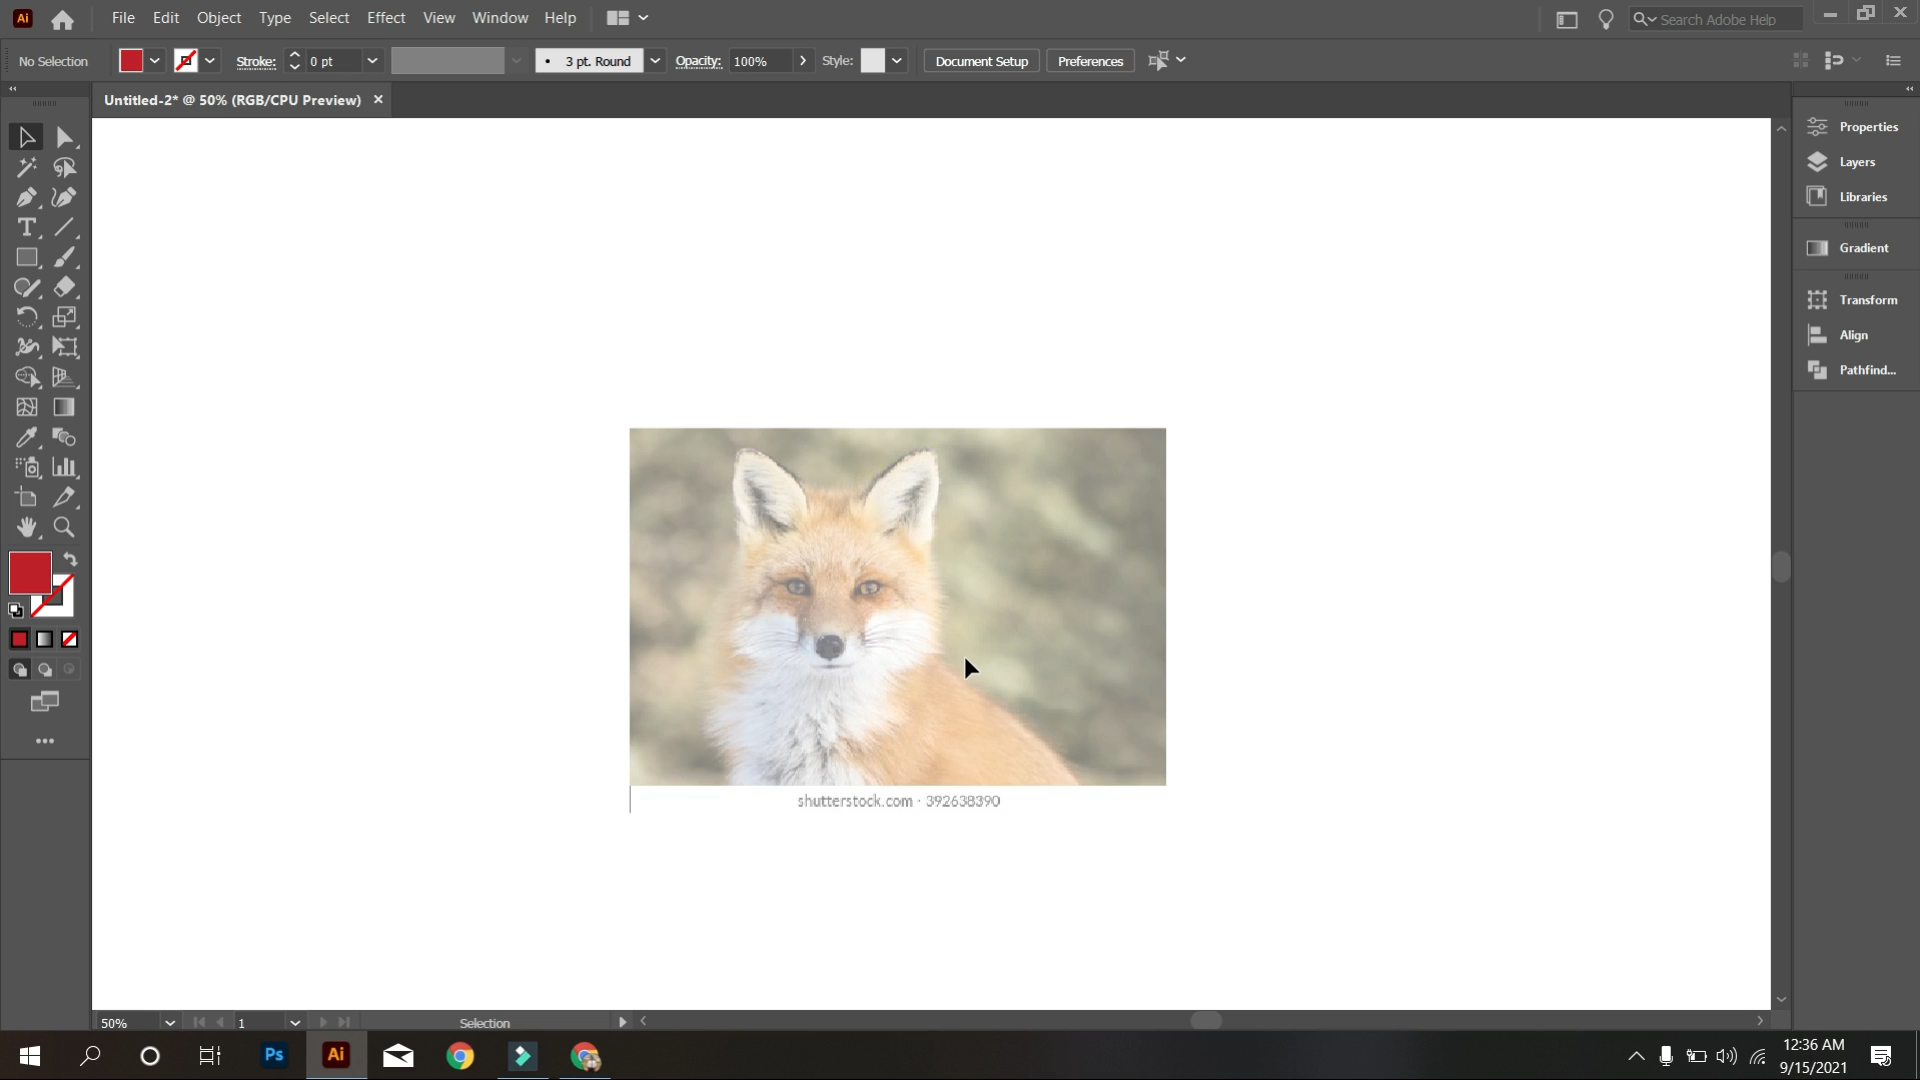 Ai File Edit Object Type Select Effect View Window Help Search Adobe Help
No Selection Stroke: 0 pt 3 pt. Round Opacity: 100% Style: Document Setup Preferences
Untitled-2* @ 50% (RGB/CPU Preview)
Properties
Layers
Libraries
Gradient
Transform
Align
Pathfind...
shutterstock.com · 392638390
50% 1 Selection
Ps Ai
12:36 AM
9/15/2021